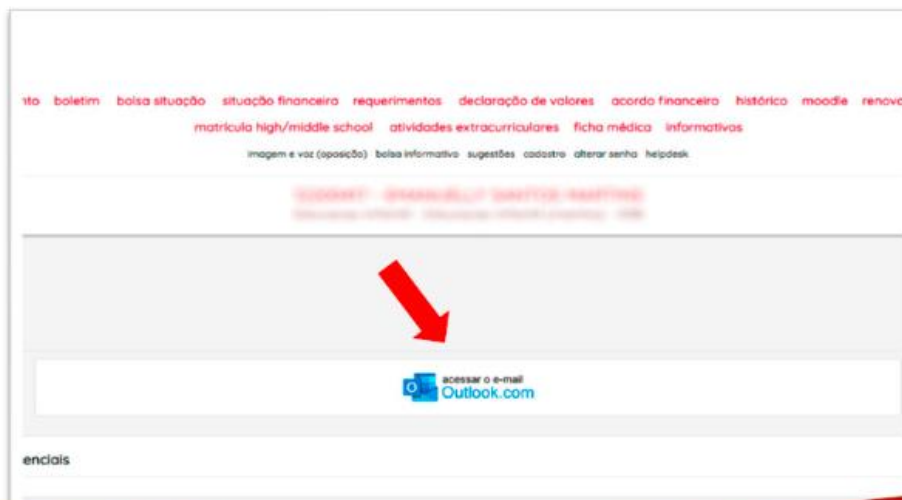 nto boletim bolsa situação situação financeira requerimentos declaração de valores acordo financeiro histórico moodle renova
matrícula high/middle school atividades extracurriculares ficha médica informativos
imagem e voz (oposição) bolsa informativo sugestões cadastro alterar senha helpdesk
acessar o e-mail
Outlook.com
enciais